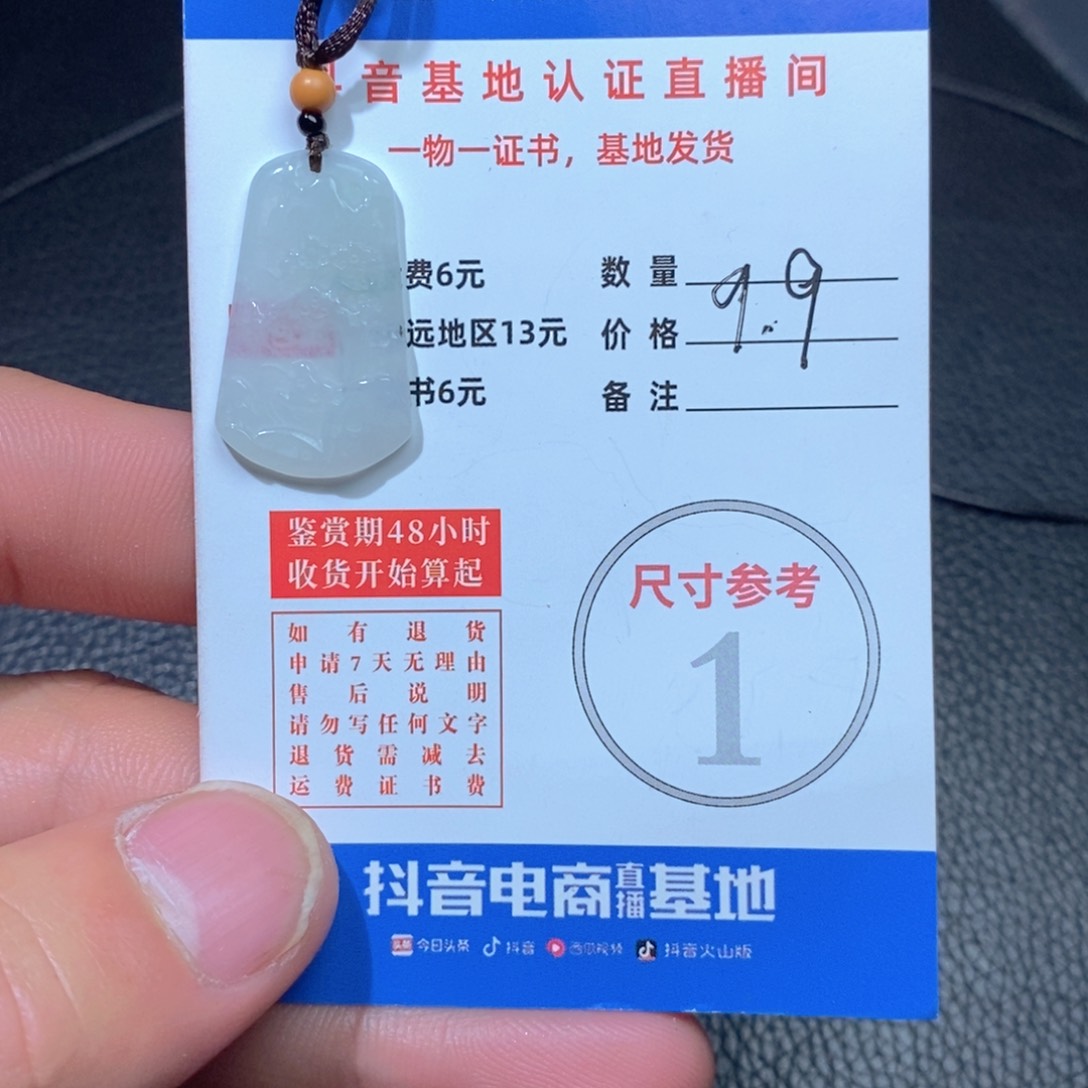 音基地认证直播间
一物一证书，基地发货
费6元
数量
远地区13元
价格 9.9
书6元
备注
鉴赏期48小时
收货开始算起
如有退货
申请7天无理由
售后说明
请勿写任何文字
退货需减去
运费证书费
尺寸参考
1
抖音电商直播基地
头条 今日头条 抖音 西瓜视频 抖音火山版